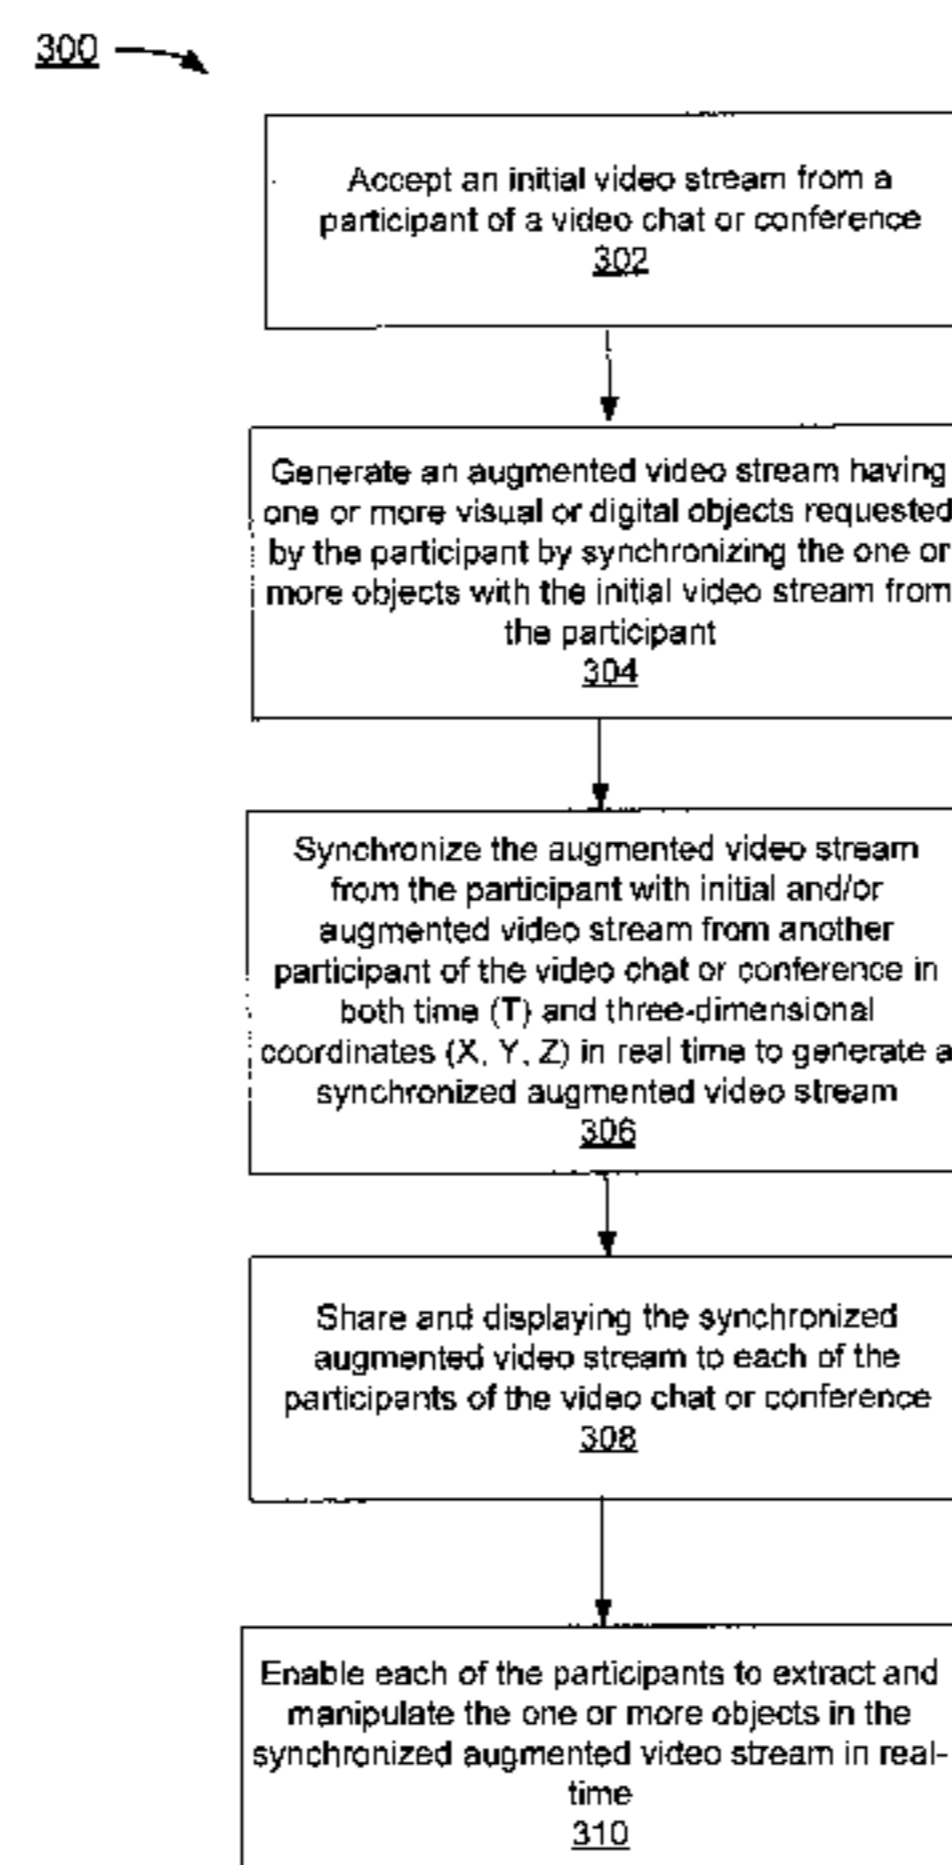 300
Accept an initial video stream from a
participant of a video chat or conference
302
Generate an augmented video stream having
one or more visual or digital objects requested
by the participant by synchronizing the one or
more objects with the initial video stream from
the participant
304
Synchronize the augmented video stream
from the participant with initial and/or
augmented video stream from another
participant of the video chat or conference in
both time (T) and three-dimensional
coordinates (X, Y, Z) in real time to generate a
synchronized augmented video stream
306
Share and displaying the synchronized
augmented video stream to each of the
participants of the video chat or conference
308
Enable each of the participants to extract and
manipulate the one or more objects in the
synchronized augmented video stream in real-
time
310